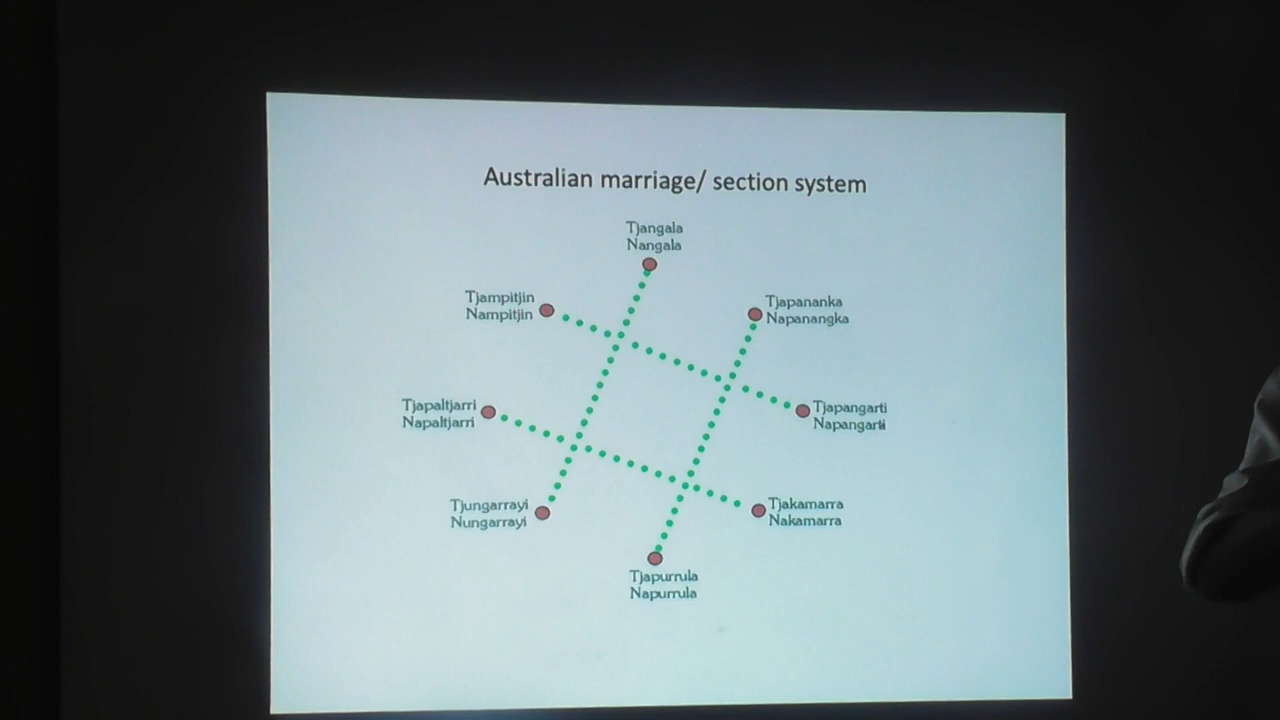 Australian marriage/ section system
Tjangala
Nangala
Tjampitjin
Nampitjin
Tjapananka
Napanangka
Tjapaltjarri
Napaltjarri
Tjapangarti
Napangarti
Tjungarrayi
Nungarrayi
Tjakamarra
Nakamarra
Tjapurrula
Napurrula